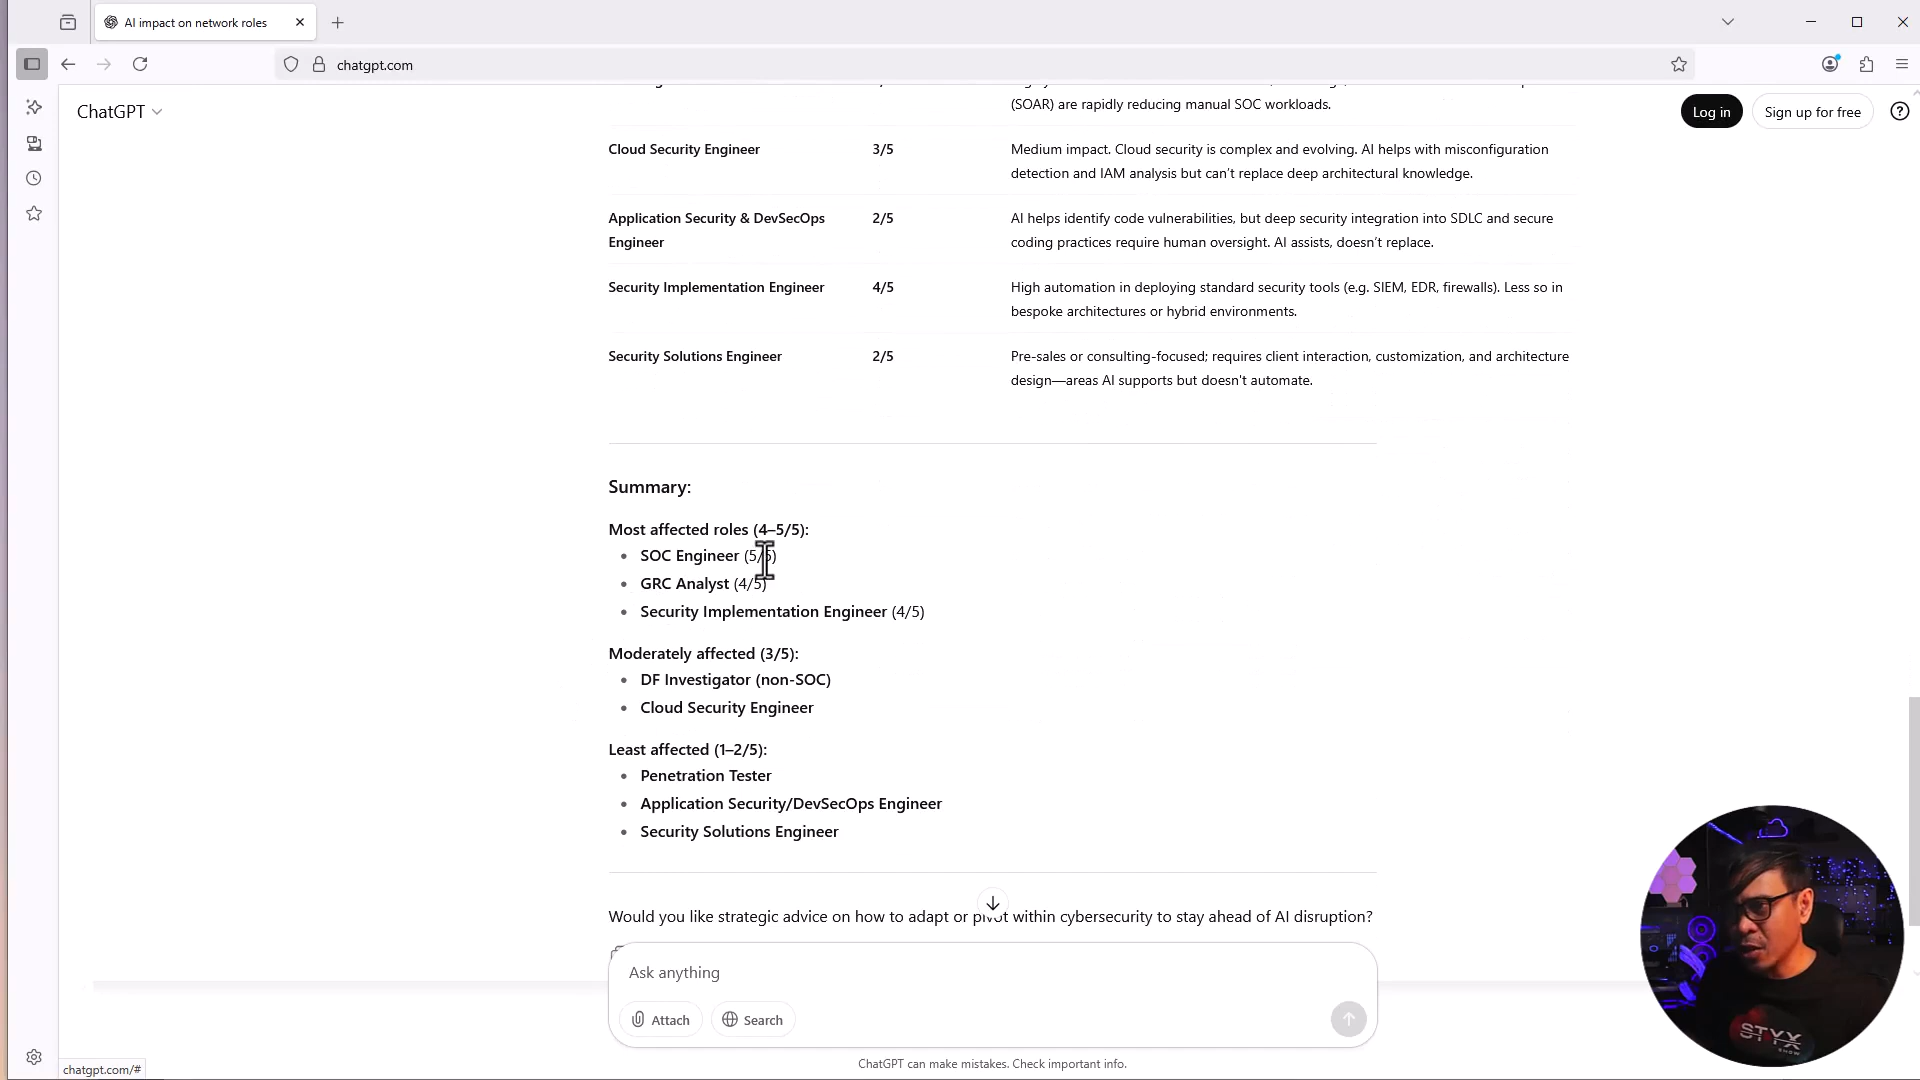 AI impact on network roles
chatgpt.com
ChatGPT
Log in
Sign up for free
(SOAR) are rapidly reducing manual SOC workloads.
Cloud Security Engineer
3/5
Medium impact. Cloud security is complex and evolving. AI helps with misconfiguration
detection and IAM analysis but can't replace deep architectural knowledge.
Application Security & DevSecOps
Engineer
2/5
AI helps identify code vulnerabilities, but deep security integration into SDLC and secure
coding practices require human oversight. AI assists, doesn't replace.
Security Implementation Engineer
4/5
High automation in deploying standard security tools (e.g. SIEM, EDR, firewalls). Less so in
bespoke architectures or hybrid environments.
Security Solutions Engineer
2/5
Pre-sales or consulting-focused; requires client interaction, customization, and architecture
design—areas AI supports but doesn't automate.
Summary:
Most affected roles (4–5/5):
• SOC Engineer (5/5)
• GRC Analyst (4/5)
• Security Implementation Engineer (4/5)
Moderately affected (3/5):
• DF Investigator (non-SOC)
• Cloud Security Engineer
Least affected (1–2/5):
• Penetration Tester
• Application Security/DevSecOps Engineer
• Security Solutions Engineer
Would you like strategic advice on how to adapt or pivot within cybersecurity to stay ahead of AI disruption?
Ask anything
Attach
Search
ChatGPT can make mistakes. Check important info.
chatgpt.com/#
STYX
SHOW